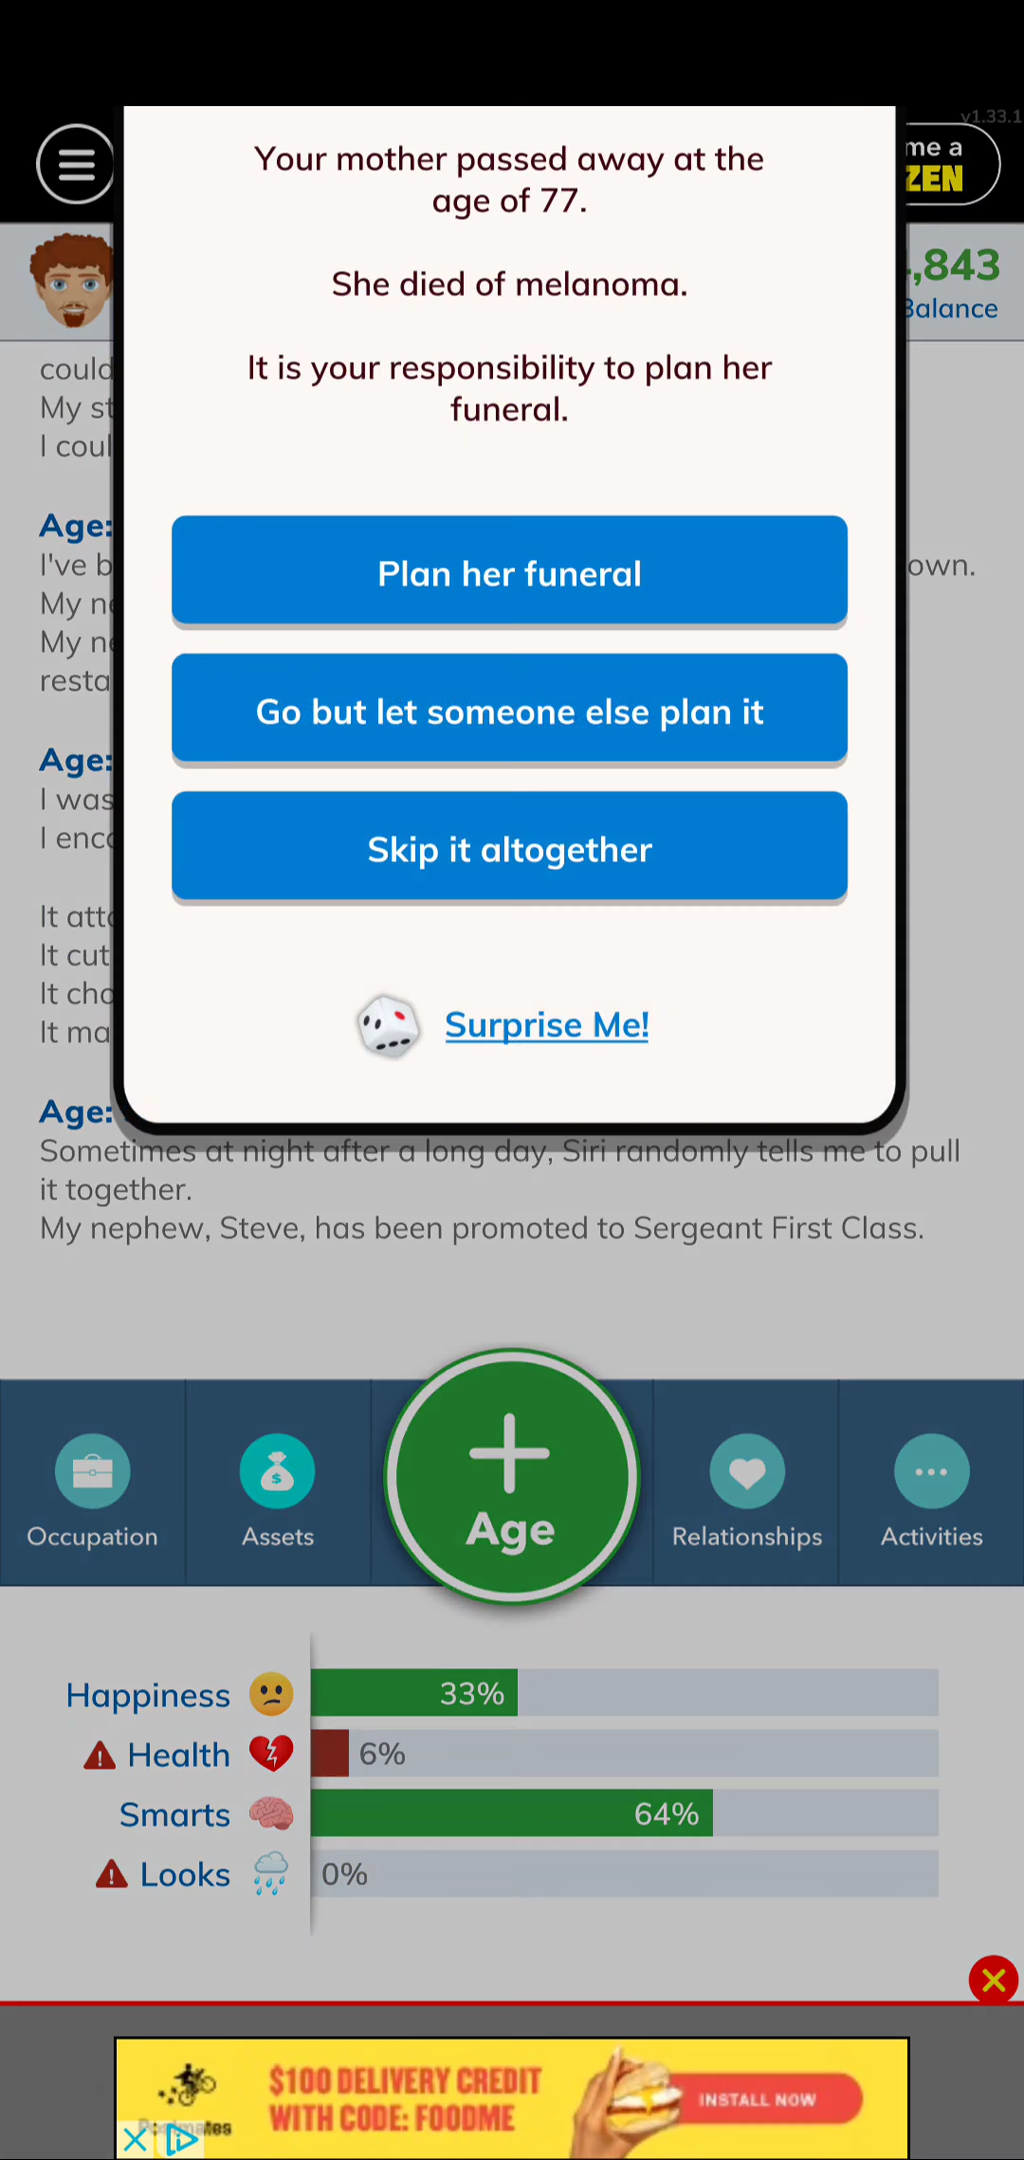 v1.33.1
me a
ZEN
Your mother passed away at the
age of 77.
She died of melanoma.
It is your responsibility to plan her
funeral.
,843
Balance
could
My st
I coul
Age:
I've b
own.
My ne
My ne
resta
Plan her funeral
Go but let someone else plan it
Age:
I was
I enco
Skip it altogether
It atta
It cut
It cho
It ma
Surprise Me!
Age:
Sometimes at night after a long day, Siri randomly tells me to pull
it together.
My nephew, Steve, has been promoted to Sergeant First Class.
Occupation
Assets
Age
Relationships
Activities
Happiness 33%
Health 6%
Smarts 64%
Looks 0%
$100 DELIVERY CREDIT
WITH CODE: FOODME
INSTALL NOW